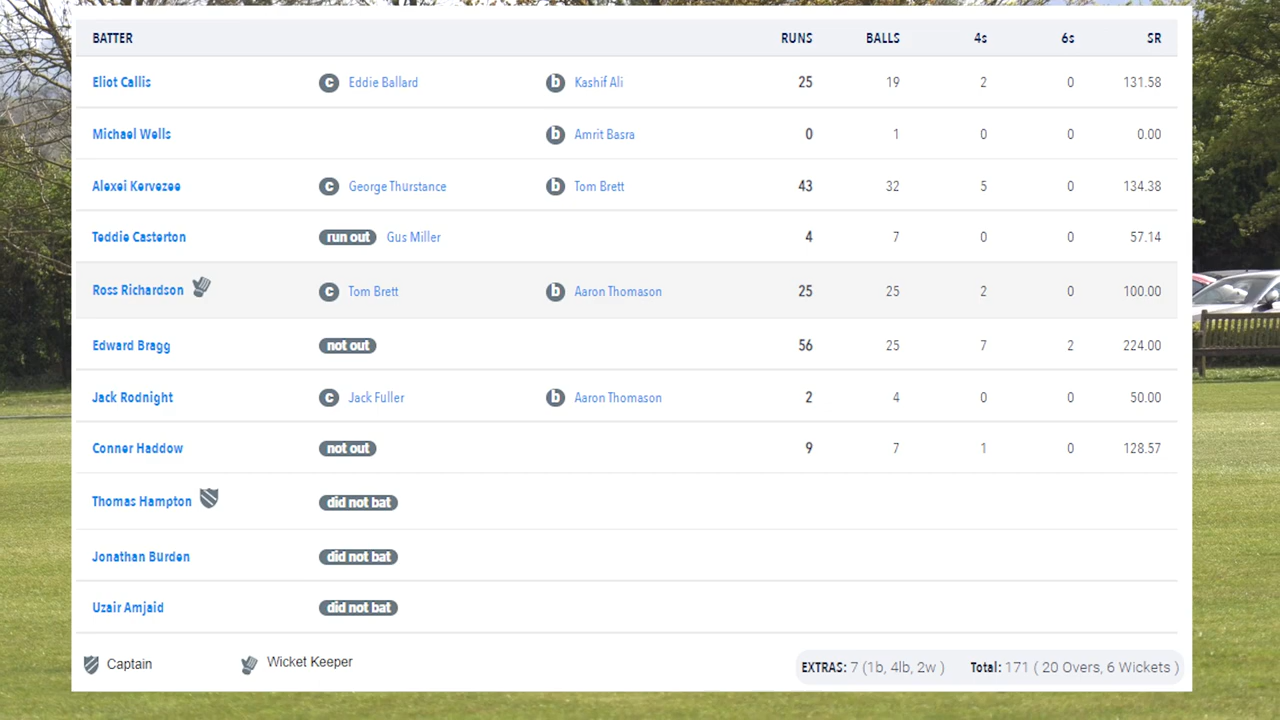 BATTER RUNS BALLS 4s 6s SR
Eliot Callis c Eddie Ballard b Kashif Ali 25 19 2 0 131.58
Michael Wells b Amrit Basra 0 1 0 0 0.00
Alexei Kervezee c George Thurstance b Tom Brett 43 32 5 0 134.38
Teddie Casterton run out Gus Miller 4 7 0 0 57.14
Ross Richardson c Tom Brett b Aaron Thomason 25 25 2 0 100.00
Edward Bragg not out 56 25 7 2 224.00
Jack Rodnight c Jack Fuller b Aaron Thomason 2 4 0 0 50.00
Conner Haddow not out 9 7 1 0 128.57
Thomas Hampton did not bat
Jonathan Burden did not bat
Uzair Amjaid did not bat
Captain Wicket Keeper EXTRAS: 7 (1b, 4lb, 2w ) Total: 171 ( 20 Overs, 6 Wickets )